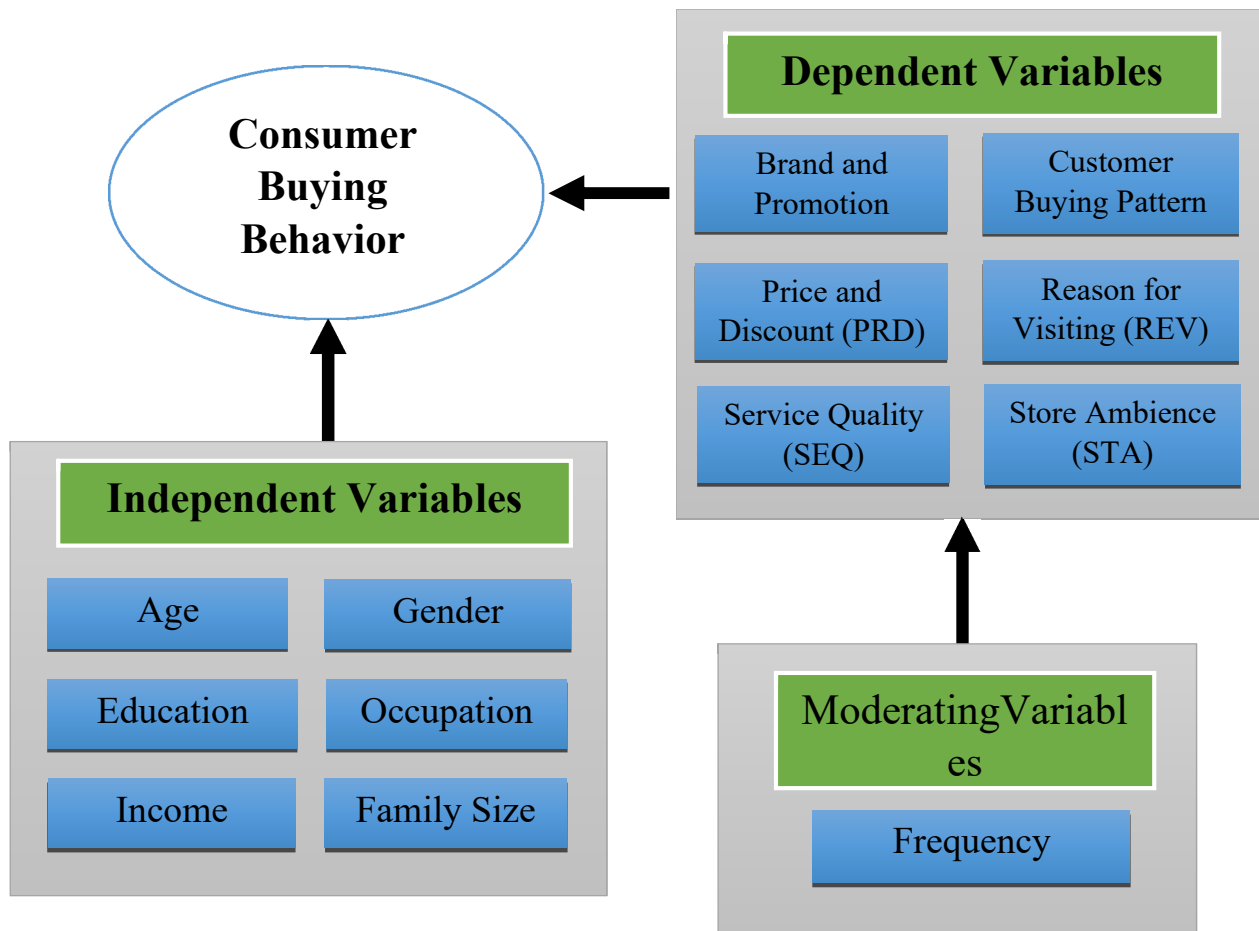 Consumer
Buying
Behavior
Dependent Variables
Brand and
Promotion
Customer
Buying Pattern
Price and
Discount (PRD)
Reason for
Visiting (REV)
Service Quality
(SEQ)
Store Ambience
(STA)
Independent Variables
Age
Gender
Education
Occupation
Income
Family Size
ModeratingVariabl
es
Frequency